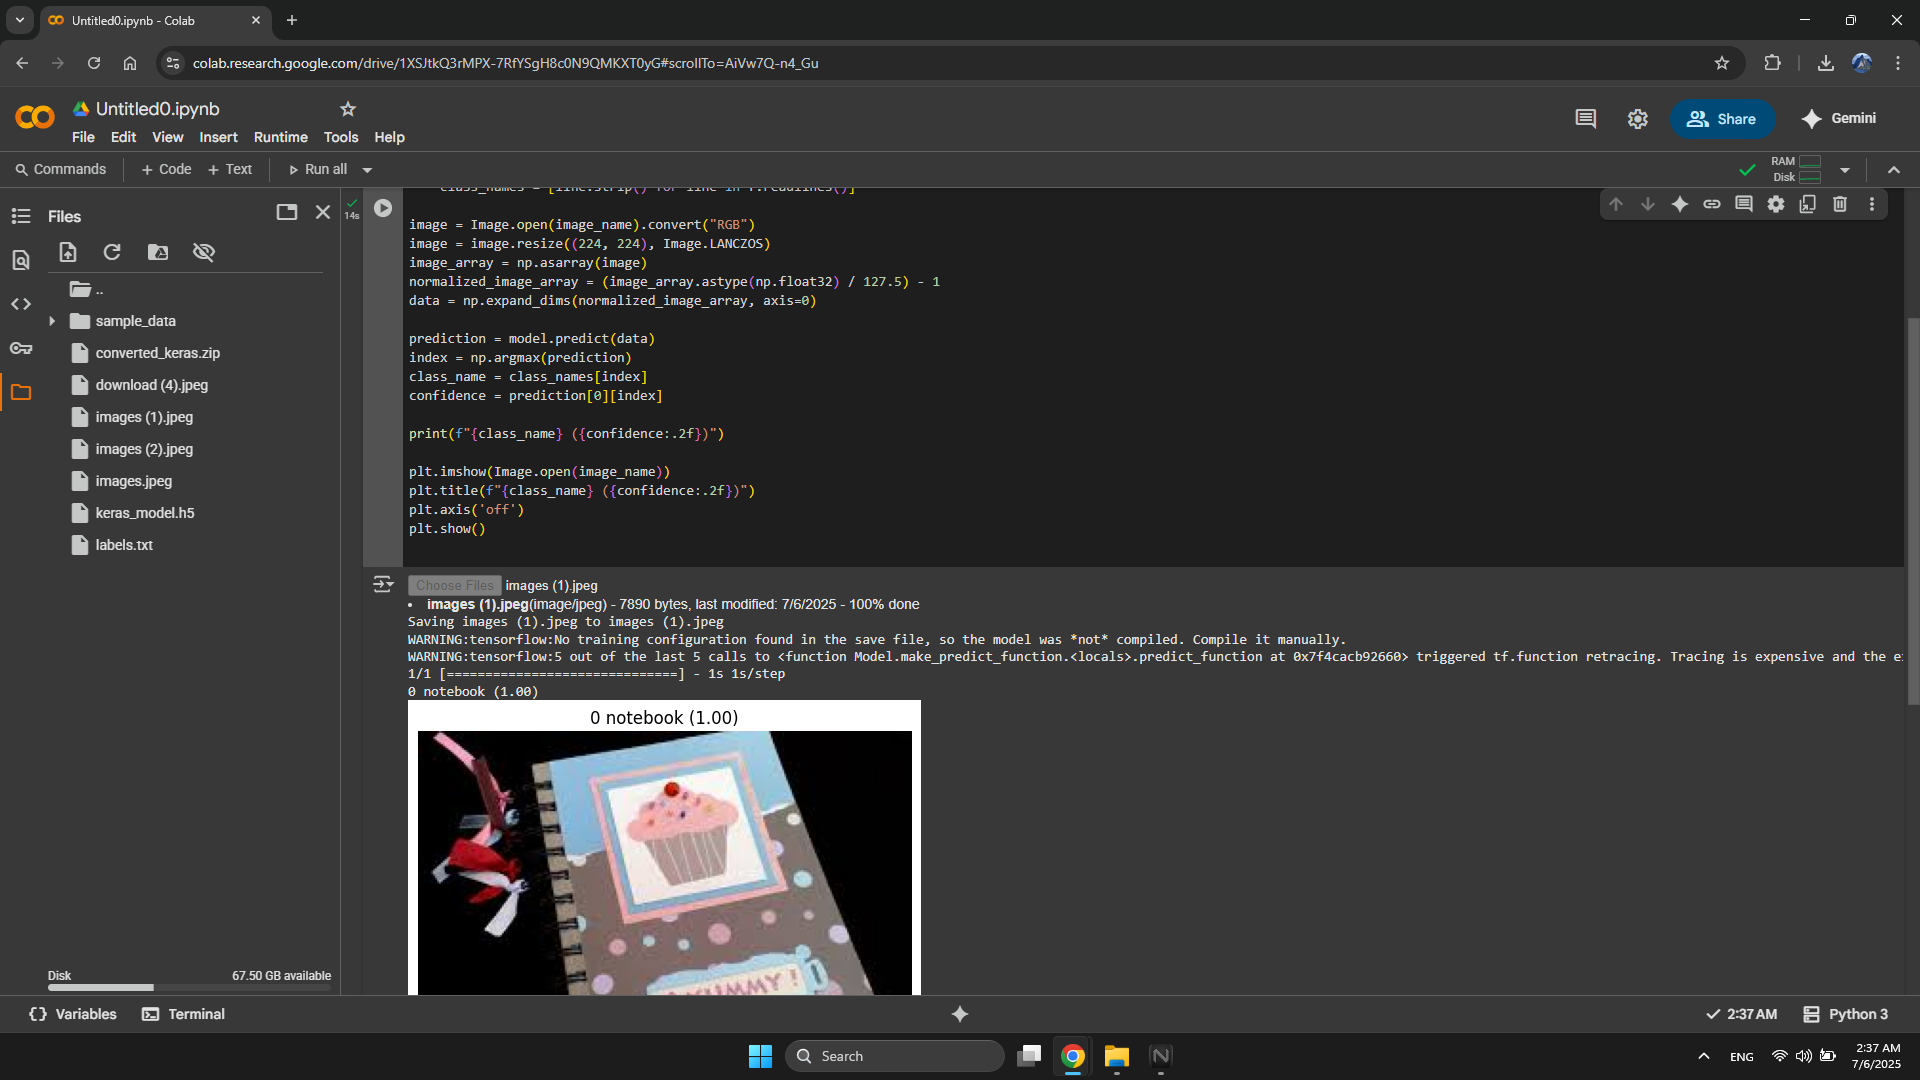 Untitled0.ipynb - Colab
colab.research.google.com/drive/1XSJtkQ3rMPX-7RfYSgH8c0N9QMKXT0yG#scrollTo=AiVw7Q-n4_Gu
Untitled0.ipynb
File Edit View Insert Runtime Tools Help
Share
Gemini
Commands + Code + Text Run all
RAM
Disk
Files
..
sample_data
converted_keras.zip
download (4).jpeg
images (1).jpeg
images (2).jpeg
images.jpeg
keras_model.h5
labels.txt
Disk 67.50 GB available
14s
class_names = [line.strip() for line in f.readlines()]
image = Image.open(image_name).convert("RGB")
image = image.resize((224, 224), Image.LANCZOS)
image_array = np.asarray(image)
normalized_image_array = (image_array.astype(np.float32) / 127.5) - 1
data = np.expand_dims(normalized_image_array, axis=0)
prediction = model.predict(data)
index = np.argmax(prediction)
class_name = class_names[index]
confidence = prediction[0][index]
print(f"{class_name} ({confidence:.2f})")
plt.imshow(Image.open(image_name))
plt.title(f"{class_name} ({confidence:.2f})")
plt.axis('off')
plt.show()
Choose Files images (1).jpeg
• images (1).jpeg(image/jpeg) - 7890 bytes, last modified: 7/6/2025 - 100% done
Saving images (1).jpeg to images (1).jpeg
WARNING:tensorflow:No training configuration found in the save file, so the model was *not* compiled. Compile it manually.
WARNING:tensorflow:5 out of the last 5 calls to <function Model.make_predict_function.<locals>.predict_function at 0x7f4cacb92660> triggered tf.function retracing. Tracing is expensive and the
1/1 [==============================] - 1s 1s/step
0 notebook (1.00)
0 notebook (1.00)
YUMMY !
Variables Terminal
2:37 AM Python 3
Search
ENG
2:37 AM
7/6/2025